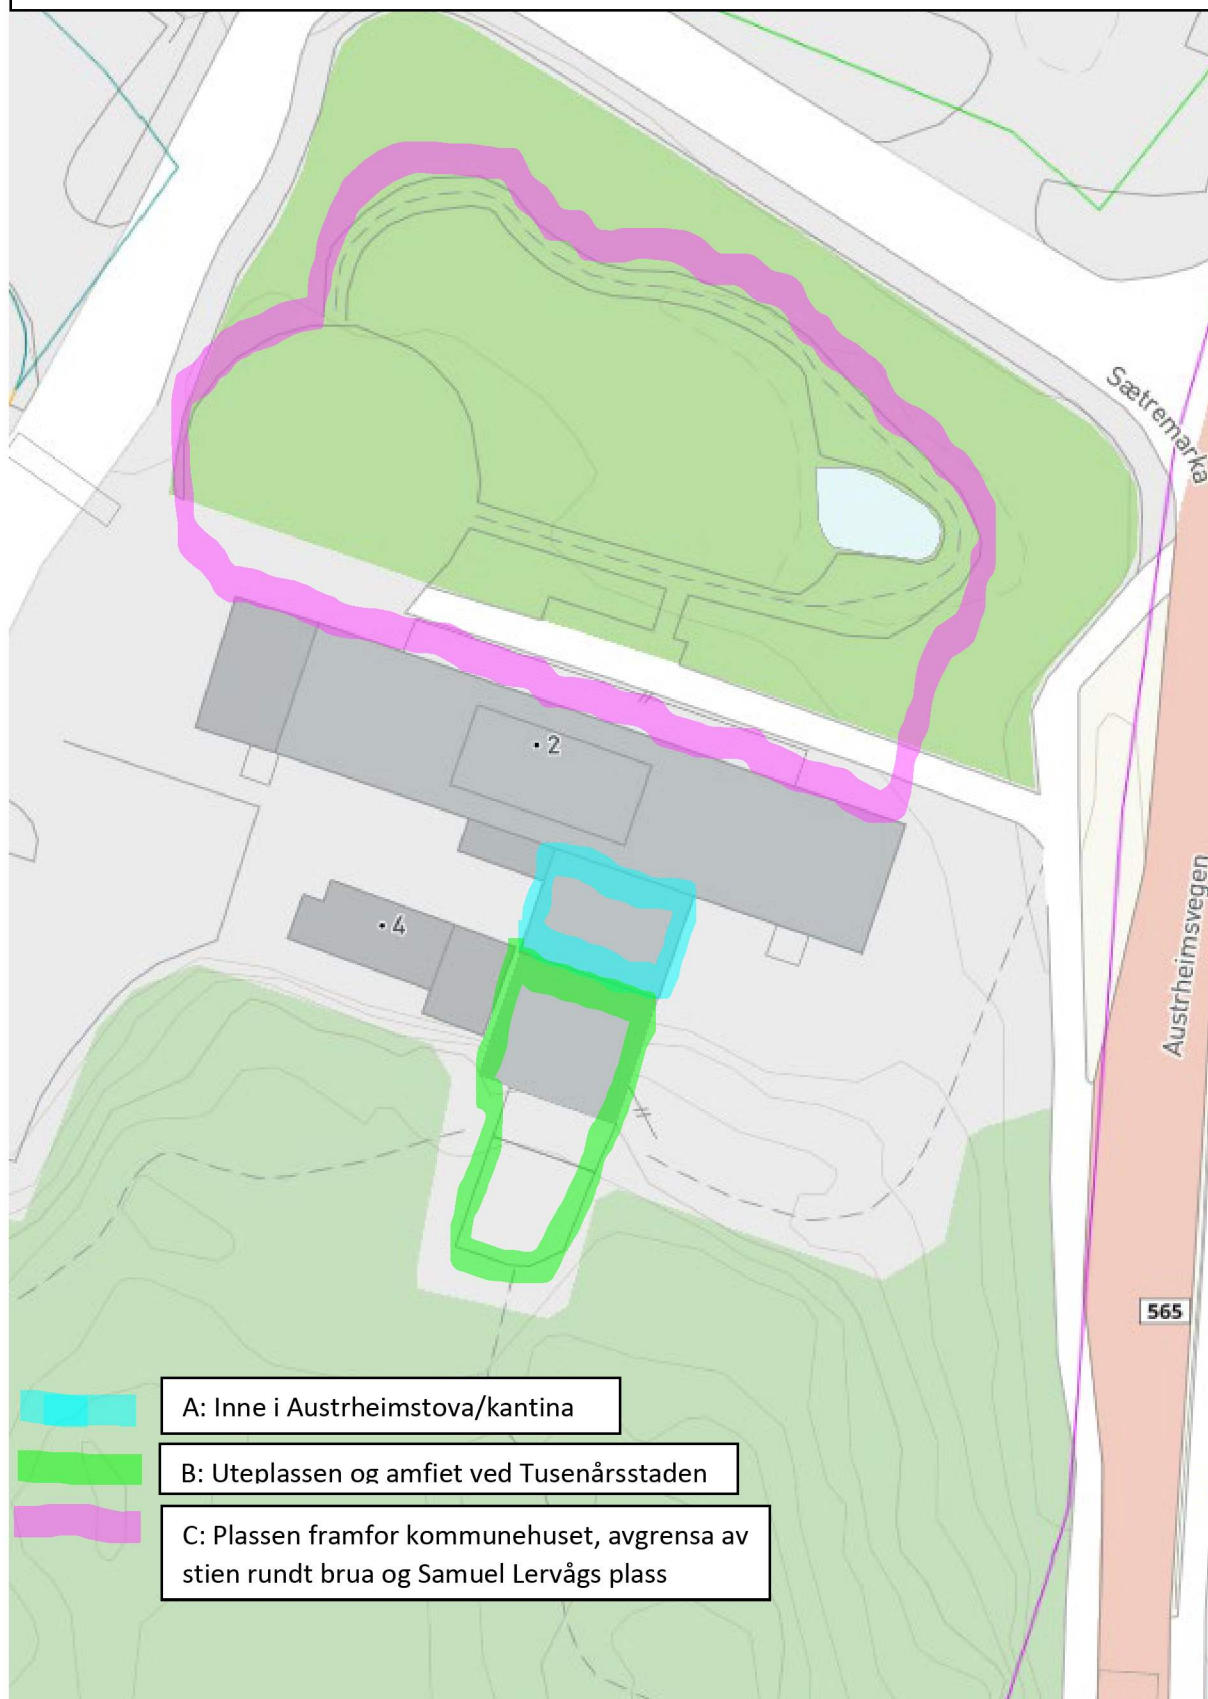 Sætremarka
2
4
Austrheimsvegen
565
A: Inne i Austrheimstova/kantina
B: Uteplassen og amfiet ved Tusenårsstaden
C: Plassen framfor kommunehuset, avgrensa av
stien rundt brua og Samuel Lervågs plass